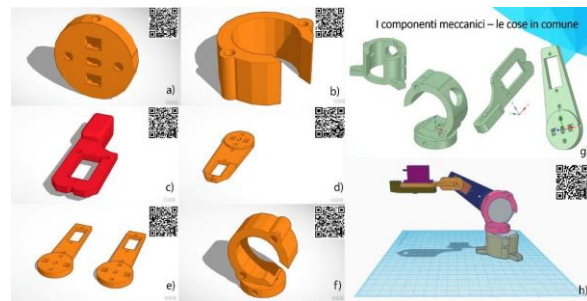 a)
b)
c)
d)
e)
f)
I componenti meccanici – le cose in comune
g
h)